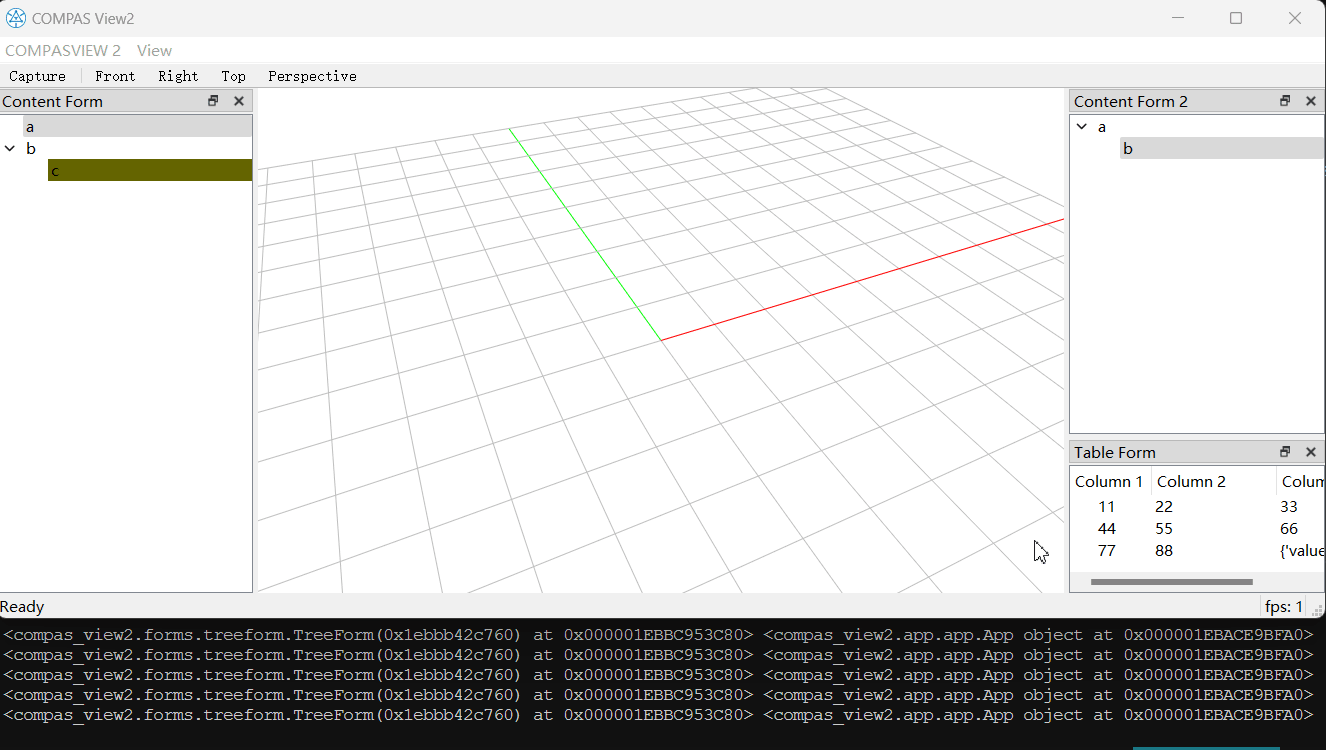 COMPAS View2
COMPASVIEW 2 View
Capture Front Right Top Perspective
Content Form
a
b
c
Content Form 2
a
b
Table Form
Column 1 Column 2 Colum
11 22 33
44 55 66
77 88 {'value
Ready
fps: 1
<compas_view2.forms.treeform.TreeForm(0x1ebbb42c760) at 0x000001EBBC953C80> <compas_view2.app.app.App object at 0x000001EBACE9BFA0>
<compas_view2.forms.treeform.TreeForm(0x1ebbb42c760) at 0x000001EBBC953C80> <compas_view2.app.app.App object at 0x000001EBACE9BFA0>
<compas_view2.forms.treeform.TreeForm(0x1ebbb42c760) at 0x000001EBBC953C80> <compas_view2.app.app.App object at 0x000001EBACE9BFA0>
<compas_view2.forms.treeform.TreeForm(0x1ebbb42c760) at 0x000001EBBC953C80> <compas_view2.app.app.App object at 0x000001EBACE9BFA0>
<compas_view2.forms.treeform.TreeForm(0x1ebbb42c760) at 0x000001EBBC953C80> <compas_view2.app.app.App object at 0x000001EBACE9BFA0>